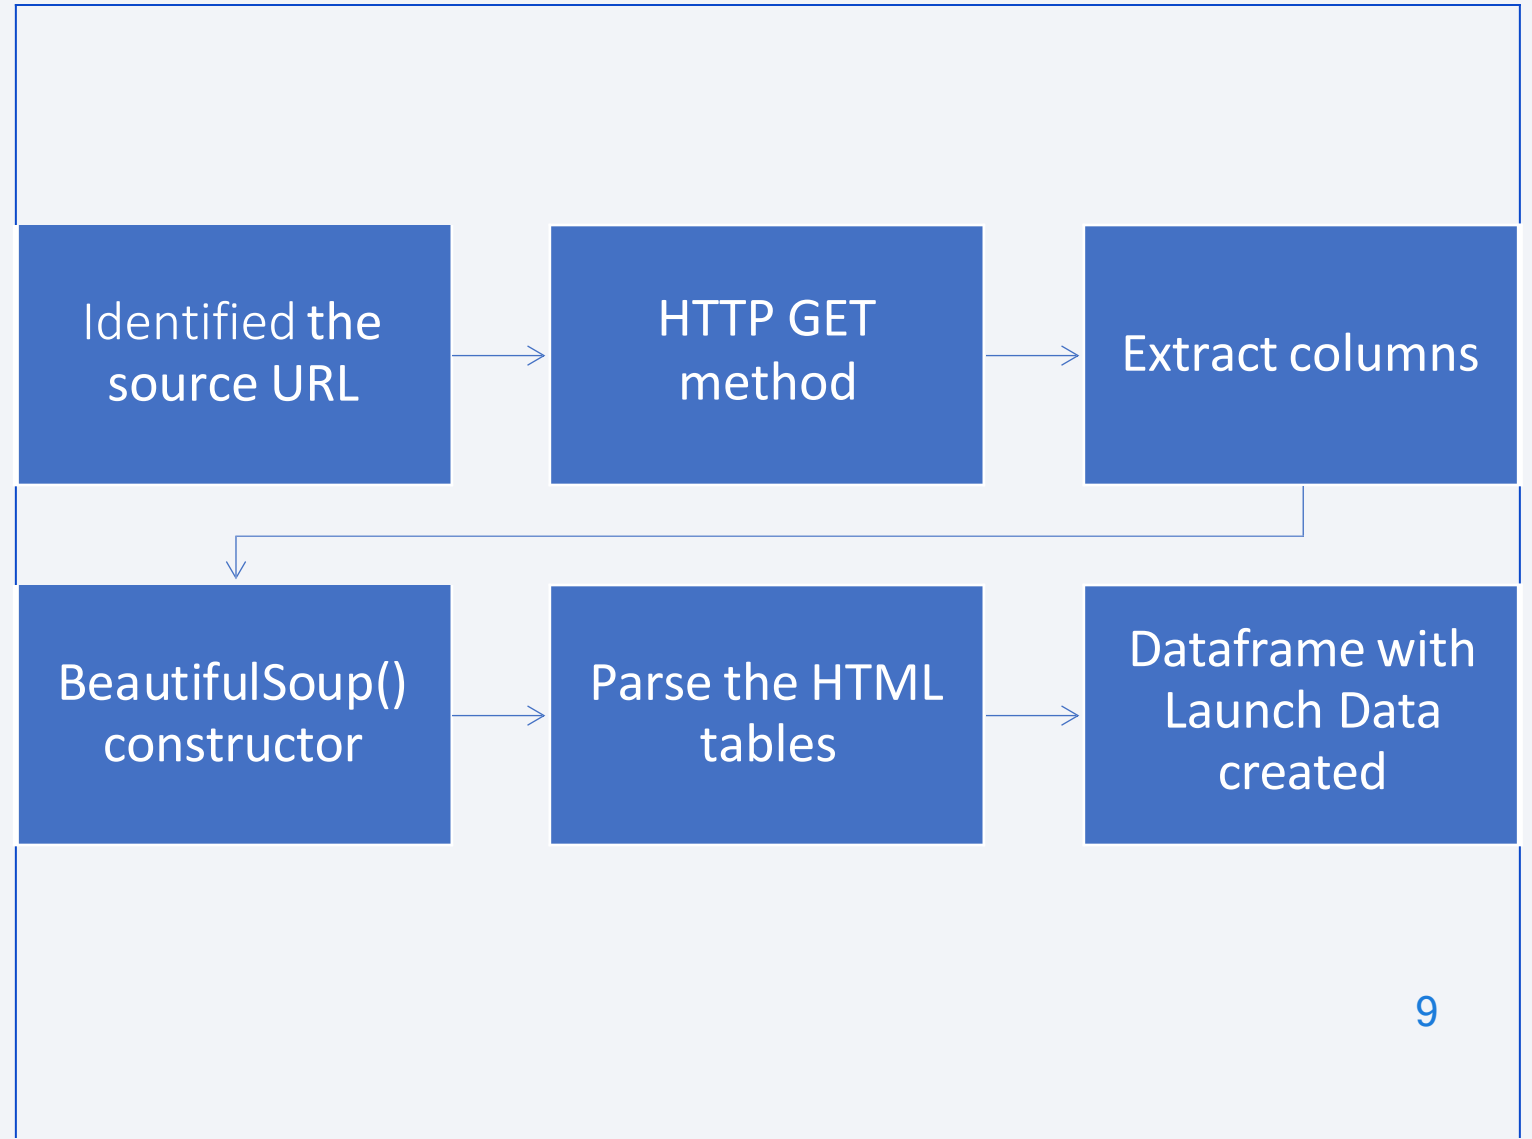 Identified the
source URL
HTTP GET
method
Extract columns
BeautifulSoup()
constructor
Parse the HTML
tables
Dataframe with
Launch Data
created
9